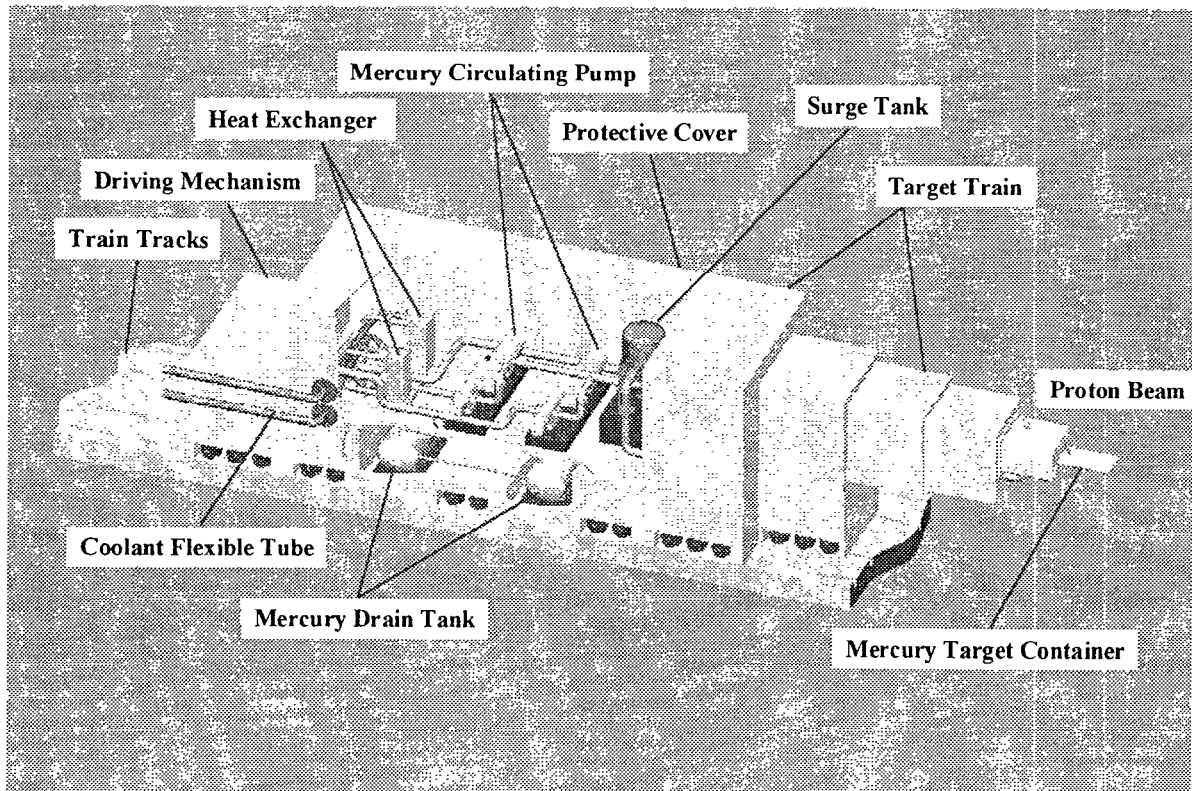 Mercury Circulating Pump
Surge Tank
Heat Exchanger
Protective Cover
Driving Mechanism
Target Train
Train Tracks
Proton Beam
Coolant Flexible Tube
Mercury Drain Tank
Mercury Target Container